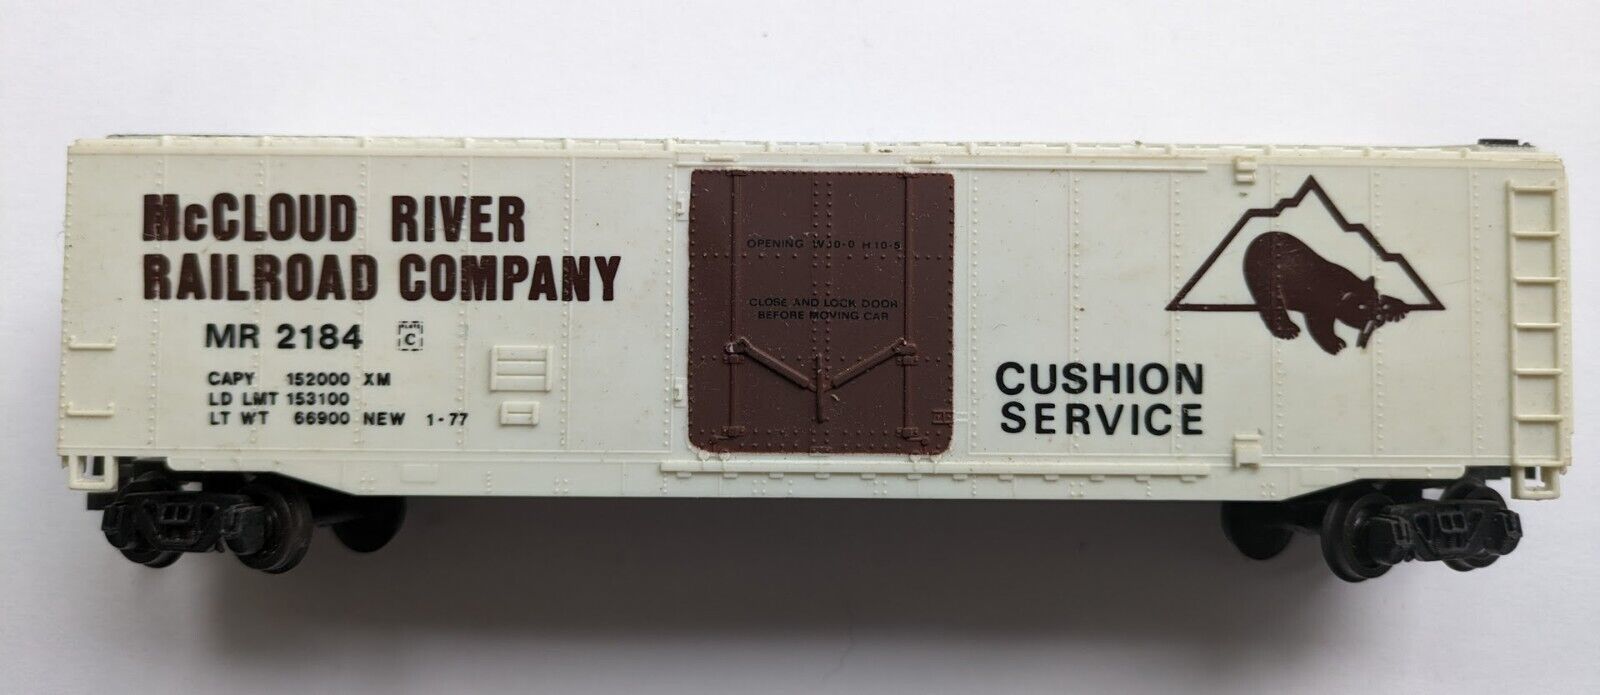 McCLOUD RIVER
RAILROAD COMPANY
MR 2184
PLATE
C
CAPY 152000 XM
LD LMT 153100
LT WT 66900 NEW 1-77
OPENING W10-0 H10-5
CLOSE AND LOCK DOOR
BEFORE MOVING CAR
CUSHION
SERVICE